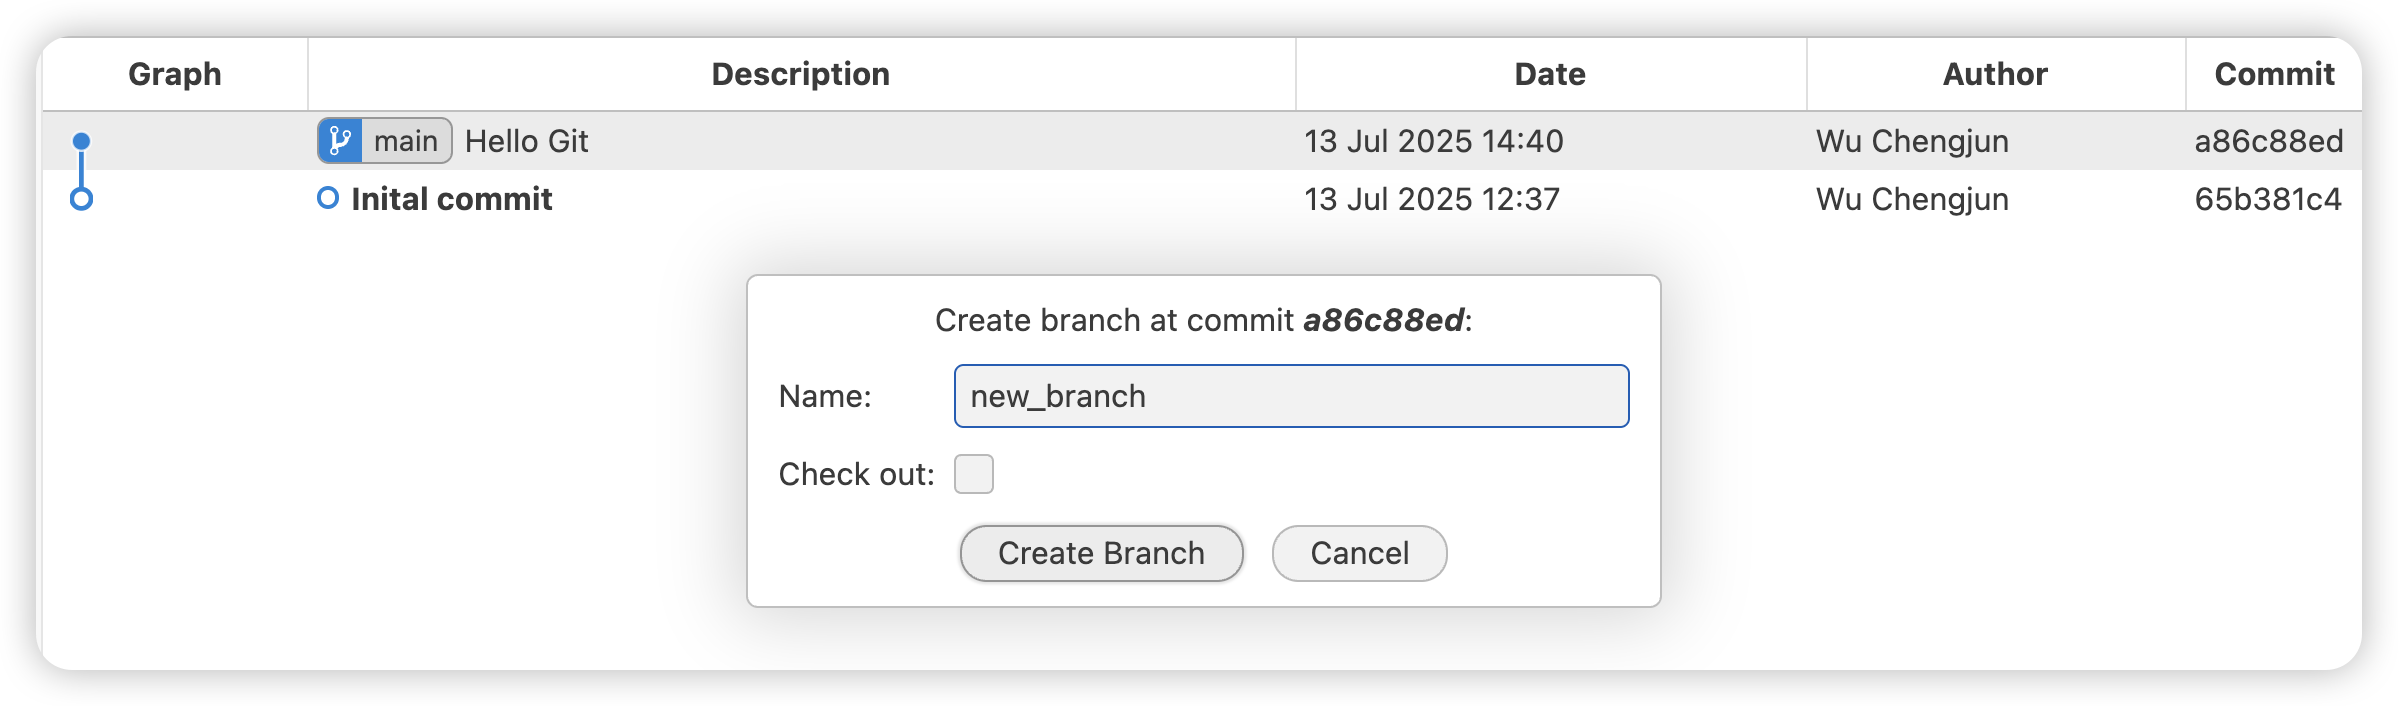 Graph Description Date Author Commit
main Hello Git 13 Jul 2025 14:40 Wu Chengjun a86c88ed
Inital commit 13 Jul 2025 12:37 Wu Chengjun 65b381c4
Create branch at commit a86c88ed:
Name: new_branch
Check out:
Create Branch Cancel